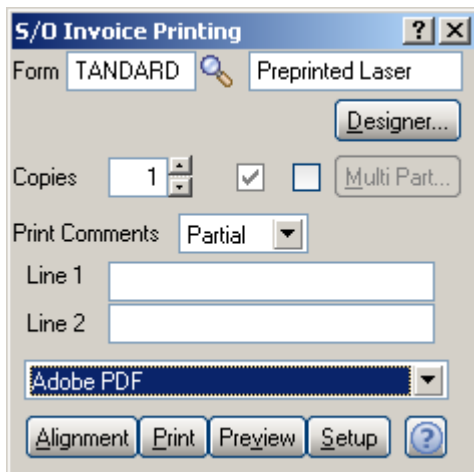 S/O Invoice Printing ? ×
Form TANDARD Preprinted Laser
Designer...
Copies 1 Multi Part...
Print Comments Partial
Line 1
Line 2
Adobe PDF
Alignment Print Preview Setup ?